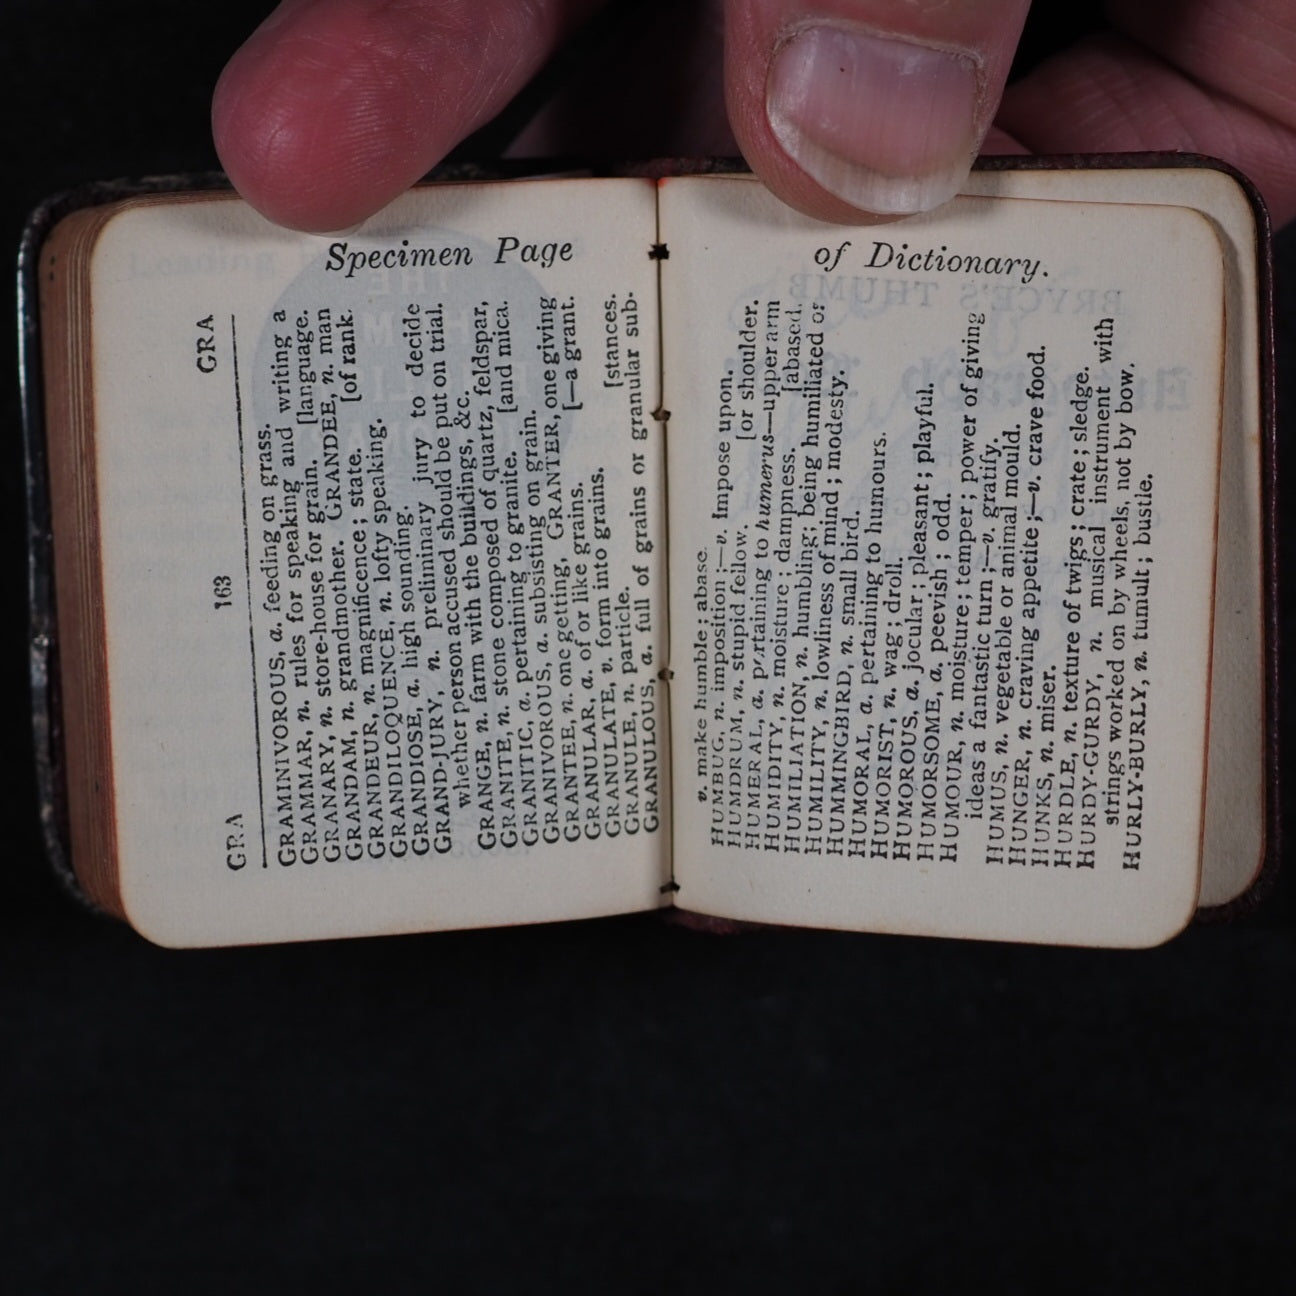 Specimen Page
GRA 163 GRA
GRAMINIVOROUS, a. feeding on grass.
GRAMMAR, n. rules for speaking and writing a
GRANARY, n. store-house for grain. [language.
GRANDAM, n. grandmother. GRANDEE, n. man
GRANDEUR, n. magnificence; state. [of rank.
GRANDILOQUENCE, n. lofty speaking.
GRANDIOSE, a. high sounding.
GRAND-JURY, n. preliminary jury to decide
whether person accused should be put on trial.
GRANGE, n. farm with the buildings, &c.
GRANITE, n. stone composed of quartz, feldspar,
GRANITIC, a. pertaining to granite. [and mica.
GRANIVOROUS, a. subsisting on grain.
GRANTEE, n. one getting, GRANTER, one giving
GRANULAR, a. of or like grains. [—a grant.
GRANULATE, v. form into grains.
GRANULE, n. particle. [stances.
GRANULOUS, a. full of grains or granular sub-
of Dictionary.
v. make humble; abase.
HUMBUG, n. imposition;—v. Impose upon.
HUMDRUM, n. stupid fellow. [or shoulder.
HUMERAL, a. pertaining to humerus—upper arm
HUMIDITY, n. moisture; dampness. [abased.
HUMILIATION, n. humbling; being humiliated or
HUMILITY, n. lowliness of mind; modesty.
HUMMINGBIRD, n. small bird.
HUMORAL, a. pertaining to humours.
HUMORIST, n. wag; droll.
HUMOROUS, a. jocular; pleasant; playful.
HUMORSOME, a. peevish; odd.
HUMOUR, n. moisture; temper; power of giving
ideas a fantastic turn;—v. gratify.
HUMUS, n. vegetable or animal mould.
HUNGER, n. craving appetite;—v. crave food.
HUNKS, n. miser.
HURDLE, n. texture of twigs; crate; sledge.
HURDY-GURDY, n. musical instrument with
strings worked on by wheels, not by bow.
HURLY-BURLY, n. tumult; bustle.